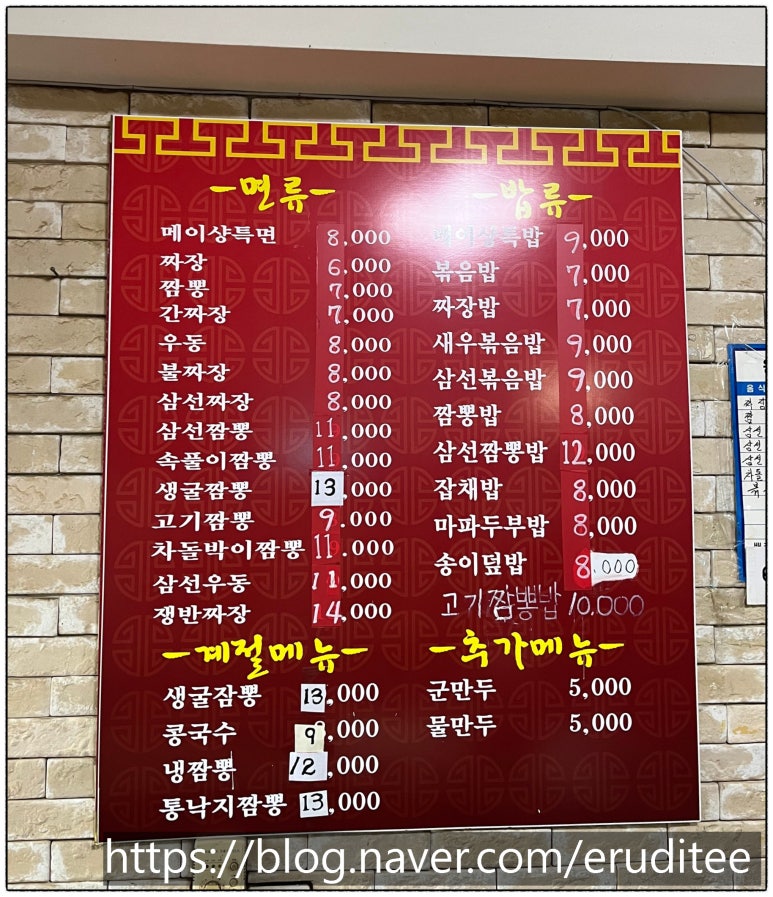 -면류-
메이샹특면 8,000
짜장 6,000
짬뽕 7,000
간짜장 7,000
우동 8,000
불짜장 8,000
삼선짜장 8,000
삼선짬뽕 11,000
속풀이짬뽕 11,000
생굴짬뽕 13,000
고기짬뽕 9.000
차돌박이짬뽕 11.000
삼선우동 11,000
쟁반짜장 14,000
-밥류-
메이샹특밥 9,000
볶음밥 7,000
짜장밥 7,000
새우볶음밥 9,000
삼선볶음밥 9,000
짬뽕밥 8,000
삼선짬뽕밥 12,000
잡채밥 8,000
마파두부밥 8,000
송이덮밥 8.000
고기짬뽕밥 10,000
-계절메뉴-
생굴잠뽕 13,000
콩국수 9,000
냉짬뽕 12,000
통낙지짬뽕 13,000
-추가메뉴-
군만두 5,000
물만두 5,000
음식
https://blog.naver.com/eruditee